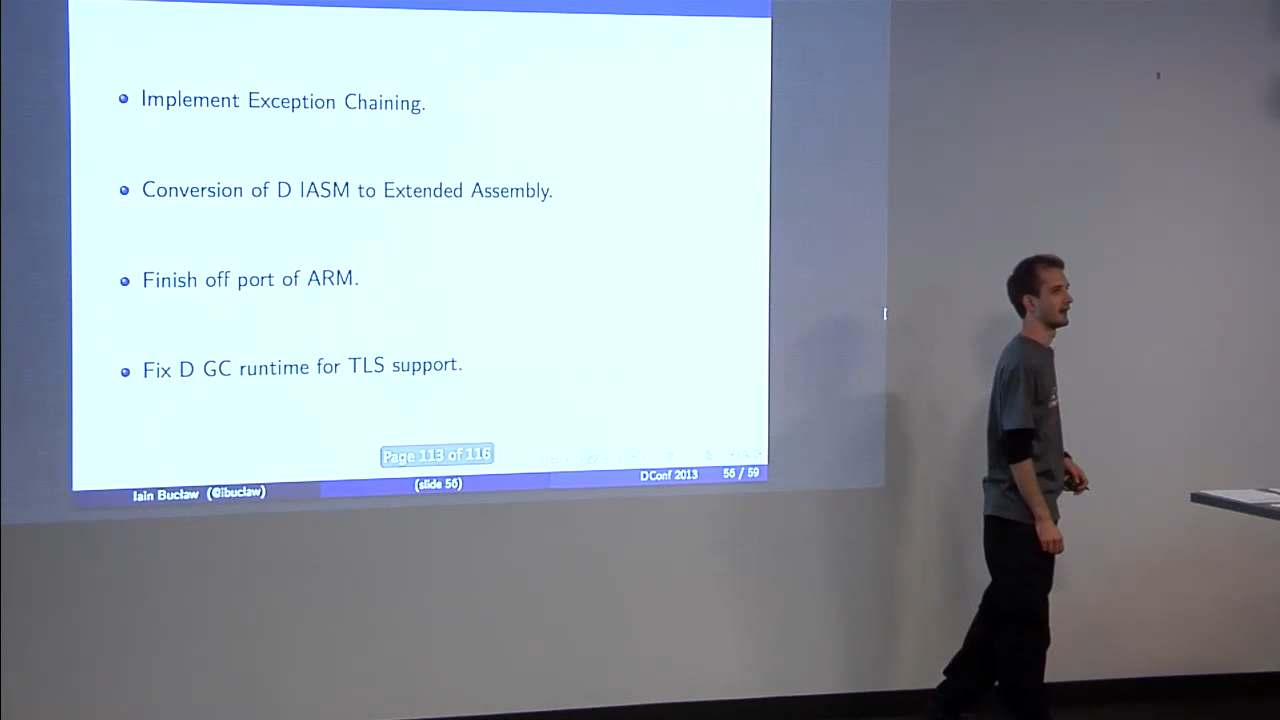 Implement Exception Chaining.
Conversion of D IASM to Extended Assembly.
Finish off port of ARM.
Fix D GC runtime for TLS support.
Page 113 of 116
Iain Buclaw (@ibuclaw)
(slide 56)
DConf 2013
56 / 59